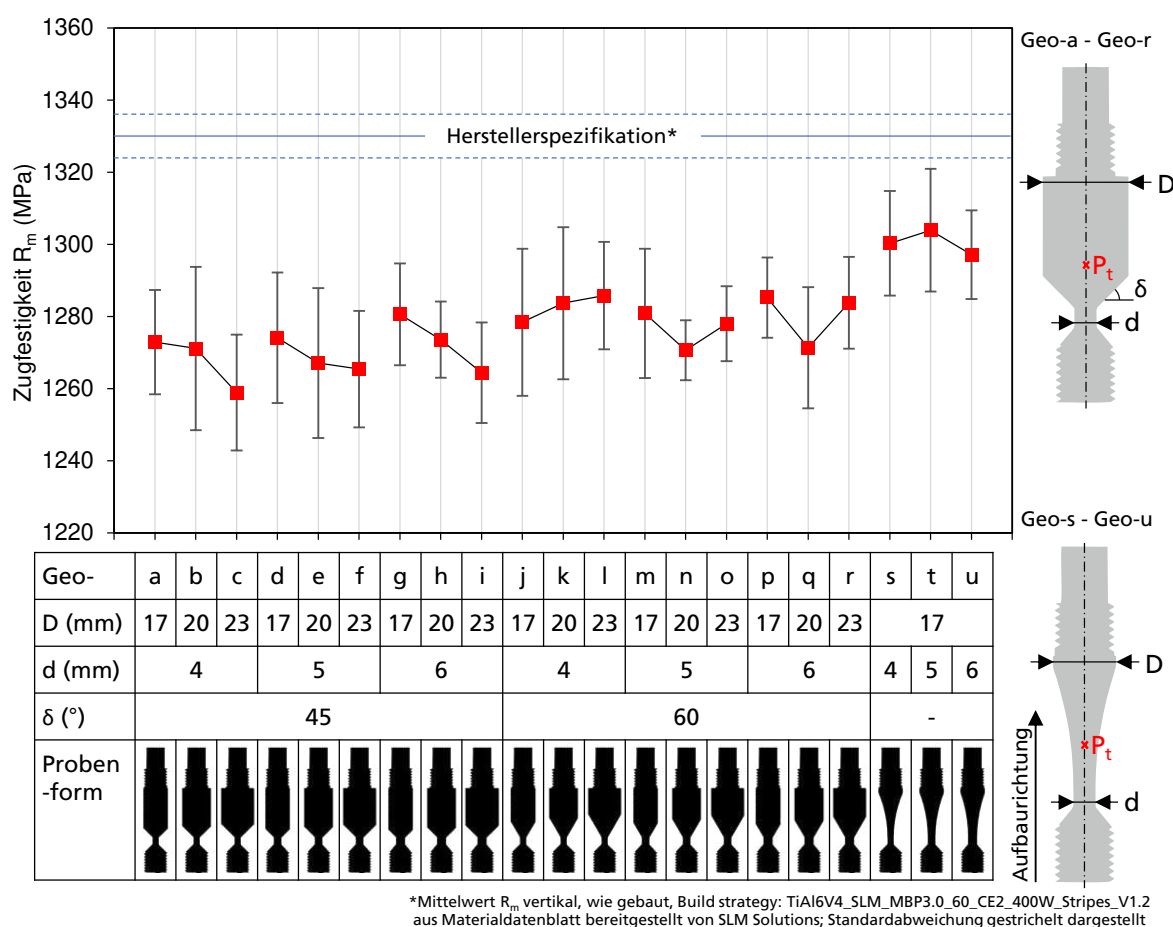 1360
1340
1320
1300
1280
1260
1240
1220
Zugfestigkeit Rm (MPa)
Herstellerspezifikation*
Geo-a - Geo-r
D
Pt
δ
d
Geo-s - Geo-u
D
Pt
d
Aufbaurichtung
Geo- a b c d e f g h i j k l m n o p q r s t u
D (mm) 17 20 23 17 20 23 17 20 23 17 20 23 17 20 23 17 20 23 17
d (mm) 4 5 6 4 5 6 4 5 6
δ (°) 45 60 -
Proben
-form
*Mittelwert Rm vertikal, wie gebaut, Build strategy: TiAl6V4_SLM_MBP3.0_60_CE2_400W_Stripes_V1.2
aus Materialdatenblatt bereitgestellt von SLM Solutions; Standardabweichung gestrichelt dargestellt